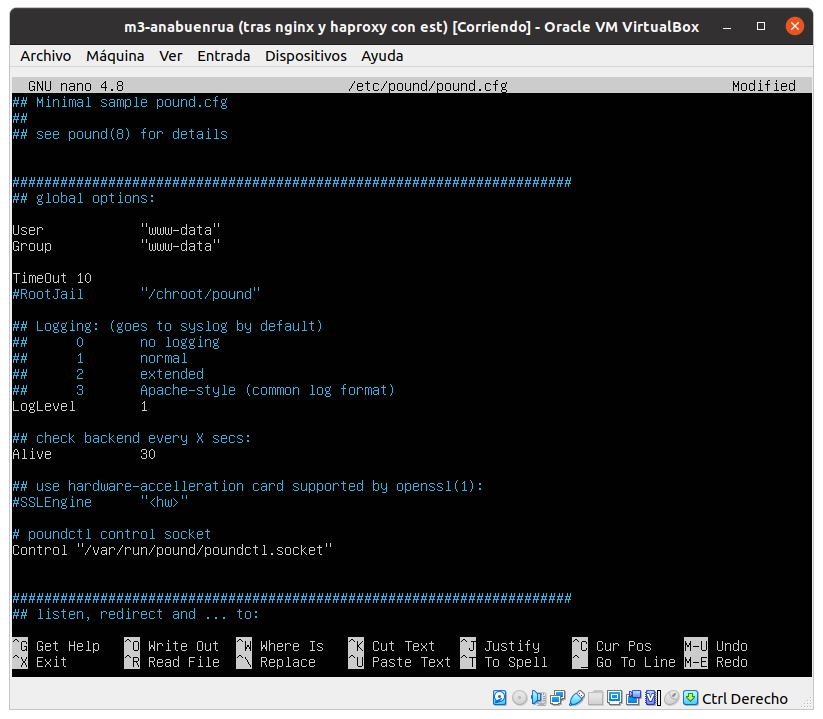 m3-anabuenrua (tras nginx y haproxy con est) [Corriendo] - Oracle VM VirtualBox
Archivo Máquina Ver Entrada Dispositivos Ayuda
GNU nano 4.8 /etc/pound/pound.cfg Modified
## Minimal sample pound.cfg
##
## see pound(8) for details
######################################################################
## global options:
User "www-data"
Group "www-data"
TimeOut 10
#RootJail "/chroot/pound"
## Logging: (goes to syslog by default)
## 0 no logging
## 1 normal
## 2 extended
## 3 Apache-style (common log format)
LogLevel 1
## check backend every X secs:
Alive 30
## use hardware-accelleration card supported by openssl(1):
#SSLEngine "<hw>"
# poundctl control socket
Control "/var/run/pound/poundctl.socket"
######################################################################
## listen, redirect and ... to:
^G Get Help ^O Write Out ^W Where Is ^K Cut Text ^J Justify ^C Cur Pos M-U Undo
^X Exit ^R Read File ^\ Replace ^U Paste Text ^T To Spell ^_ Go To Line M-E Redo
Ctrl Derecho